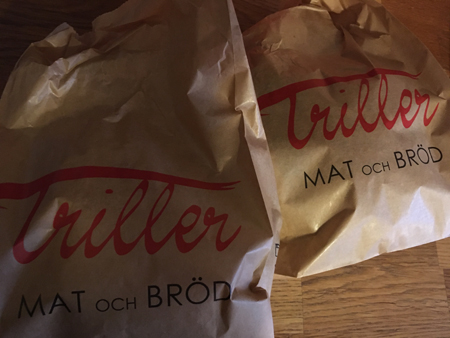 Triller
MAT OCH BRÖD
Triller
MAT OCH BRÖD